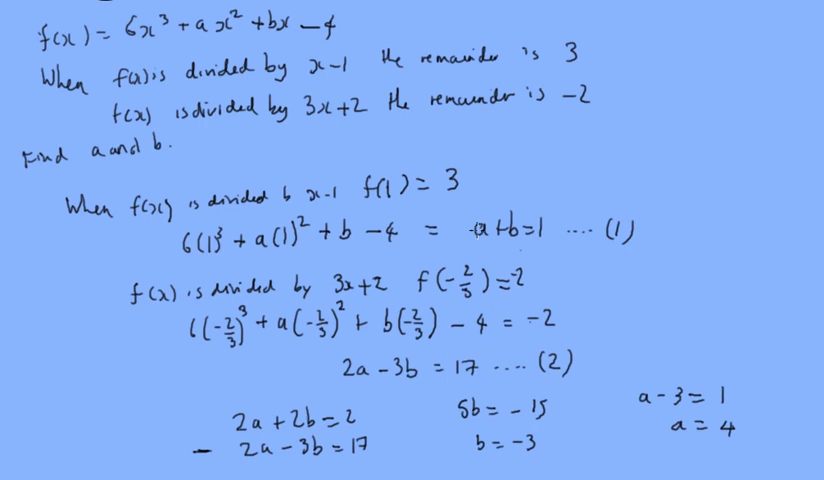 f(x) = 6x³ + ax² + bx - 4
When f(x) is divided by x-1 the remainder is 3
f(x) is divided by 3x+2 the remainder is -2
Find a and b.
When f(x) is divided b x-1 f(1) = 3
6(1)³ + a(1)² + b - 4 = a+b=1 .... (1)
f(x) is divided by 3x+2 f(-2/3) = -2
6(-2/3)³ + a(-2/3)² + b(-2/3) - 4 = -2
2a - 3b = 17 .... (2)
2a + 2b = 2 5b = - 15 a - 3 = 1
- 2a - 3b = 17 b = -3 a = 4